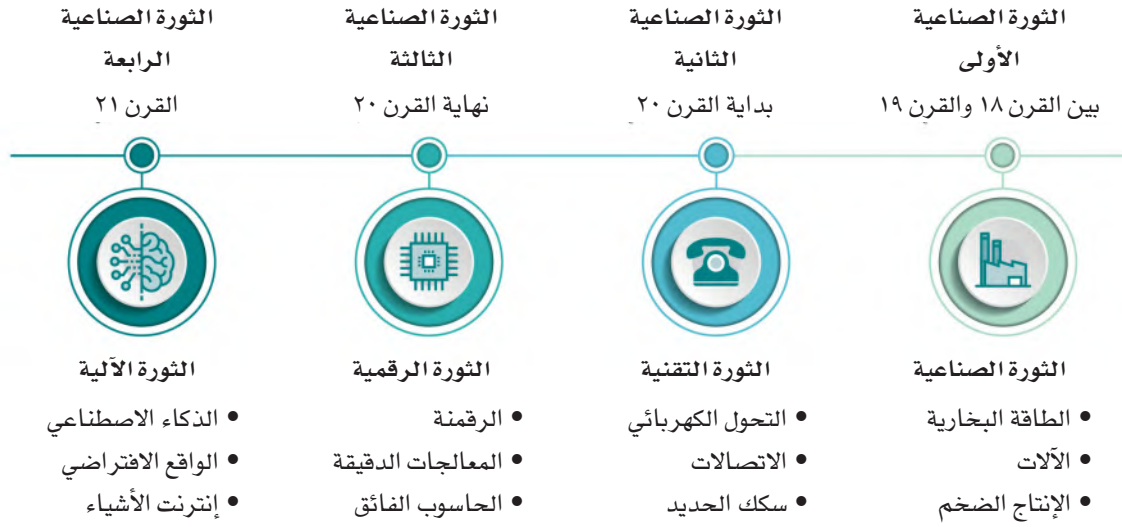 الثورة الصناعية
الأولى
بين القرن ١٨ والقرن ١٩
الثورة الصناعية
• الطاقة البخارية
• الآلات
• الإنتاج الضخم
الثورة الصناعية
الثانية
بداية القرن ٢٠
الثورة التقنية
• التحول الكهربائي
• الاتصالات
• سكك الحديد
الثورة الصناعية
الثالثة
نهاية القرن ٢٠
الثورة الرقمية
• الرقمنة
• المعالجات الدقيقة
• الحاسوب الفائق
الثورة الصناعية
الرابعة
القرن ٢١
الثورة الآلية
• الذكاء الاصطناعي
• الواقع الافتراضي
• إنترنت الأشياء